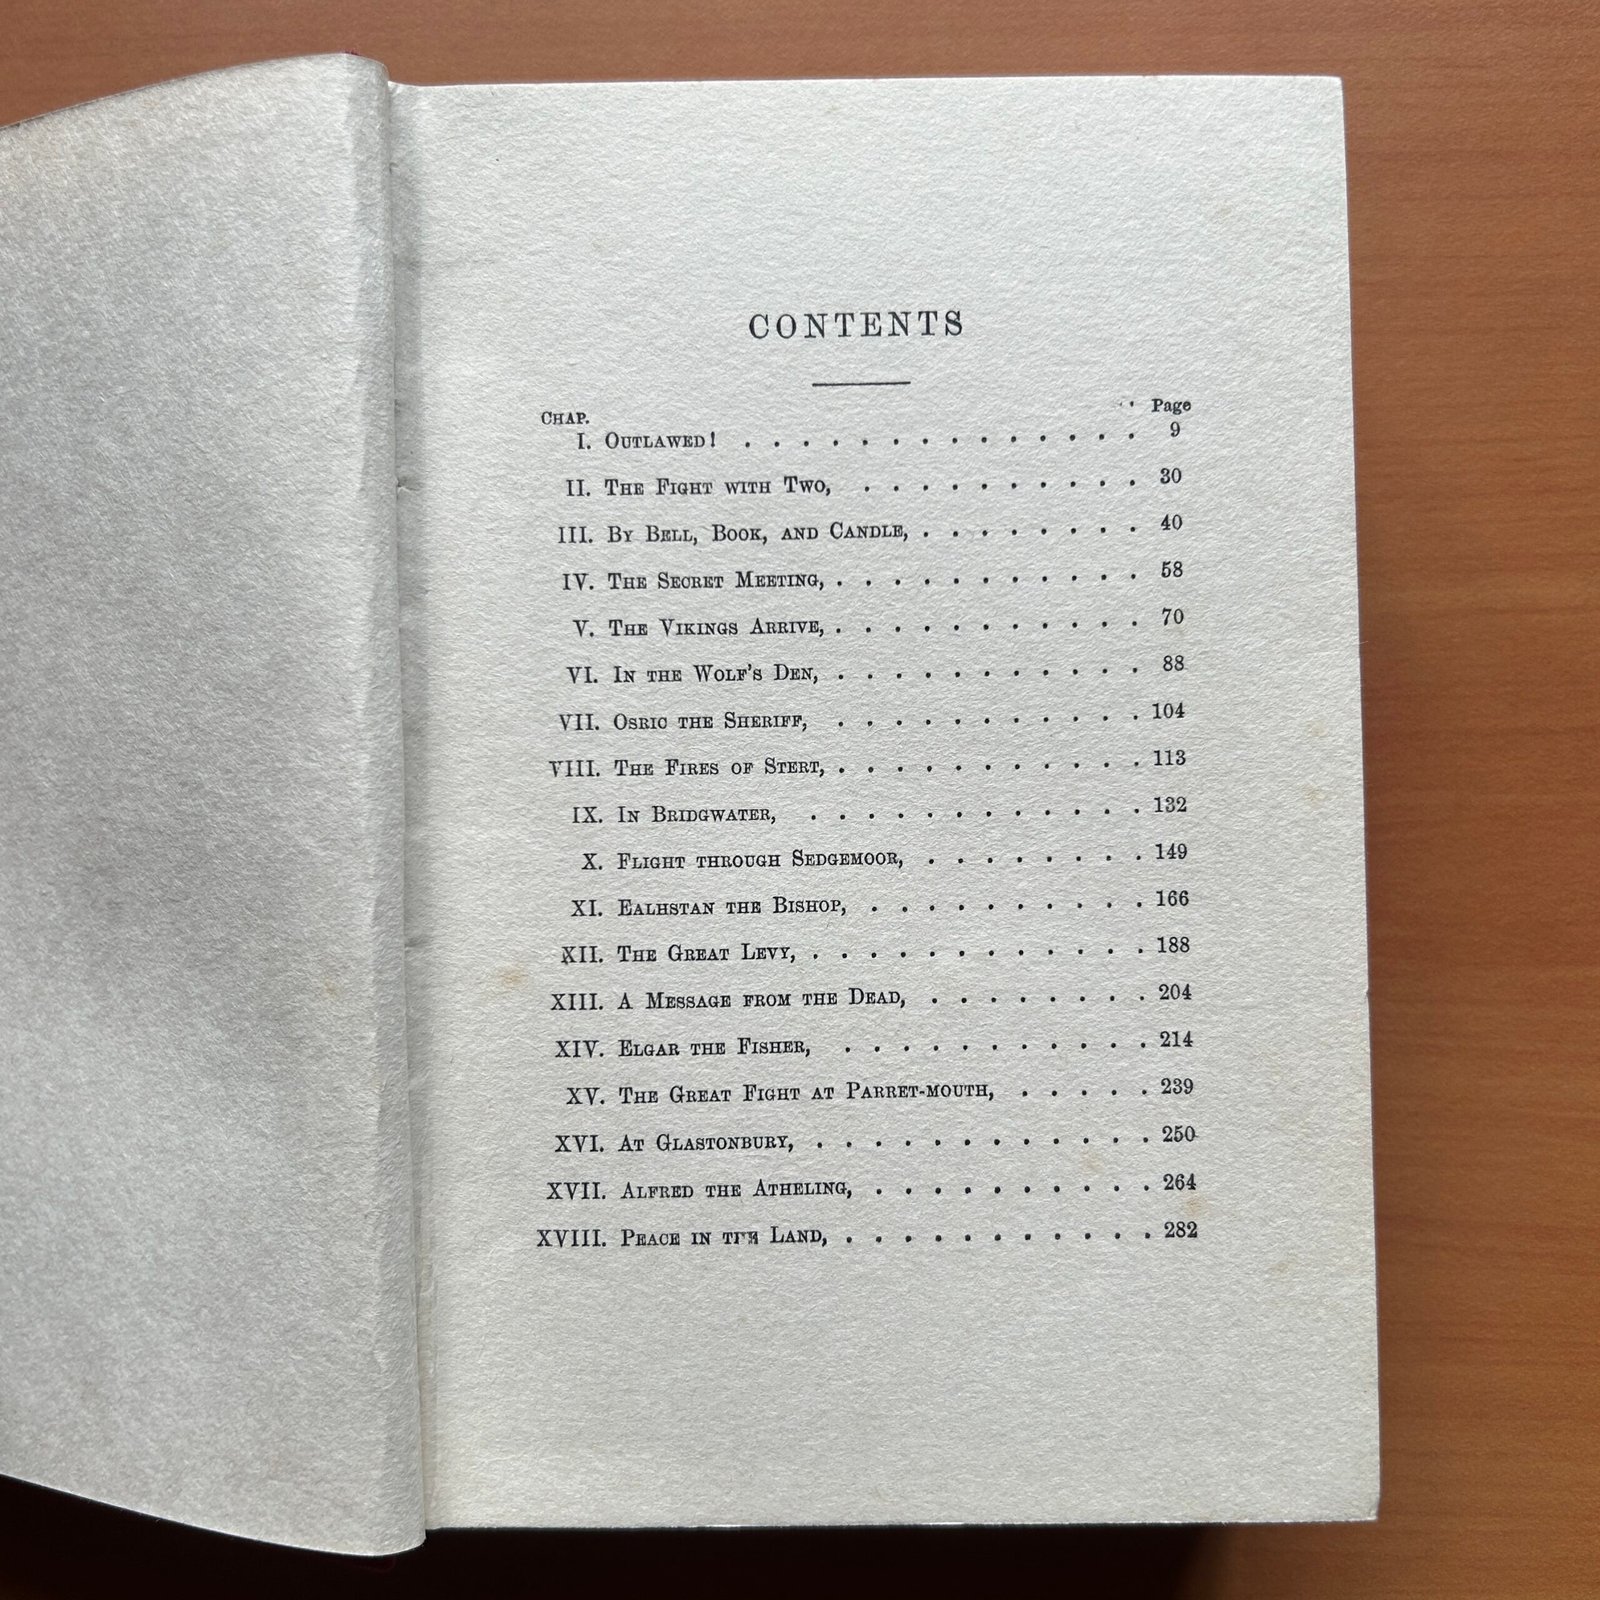 CONTENTS
CHAP. Page
I. OUTLAWED! . . . . . . . . . . . . . . 9
II. THE FIGHT WITH TWO, . . . . . . . . . . 30
III. BY BELL, BOOK, AND CANDLE, . . . . . . . . 40
IV. THE SECRET MEETING, . . . . . . . . . . . 58
V. THE VIKINGS ARRIVE, . . . . . . . . . . . 70
VI. IN THE WOLF'S DEN, . . . . . . . . . . . 88
VII. OSRIC THE SHERIFF, . . . . . . . . . . . 104
VIII. THE FIRES OF STERT, . . . . . . . . . . . 113
IX. IN BRIDGWATER, . . . . . . . . . . . . 132
X. FLIGHT THROUGH SEDGEMOOR, . . . . . . . . 149
XI. EALHSTAN THE BISHOP, . . . . . . . . . . 166
XII. THE GREAT LEVY, . . . . . . . . . . . . 188
XIII. A MESSAGE FROM THE DEAD, . . . . . . . . 204
XIV. ELGAR THE FISHER, . . . . . . . . . . . 214
XV. THE GREAT FIGHT AT PARRET-MOUTH, . . . . . 239
XVI. AT GLASTONBURY, . . . . . . . . . . . . 250
XVII. ALFRED THE ATHELING, . . . . . . . . . . 264
XVIII. PEACE IN THE LAND, . . . . . . . . . . . 282